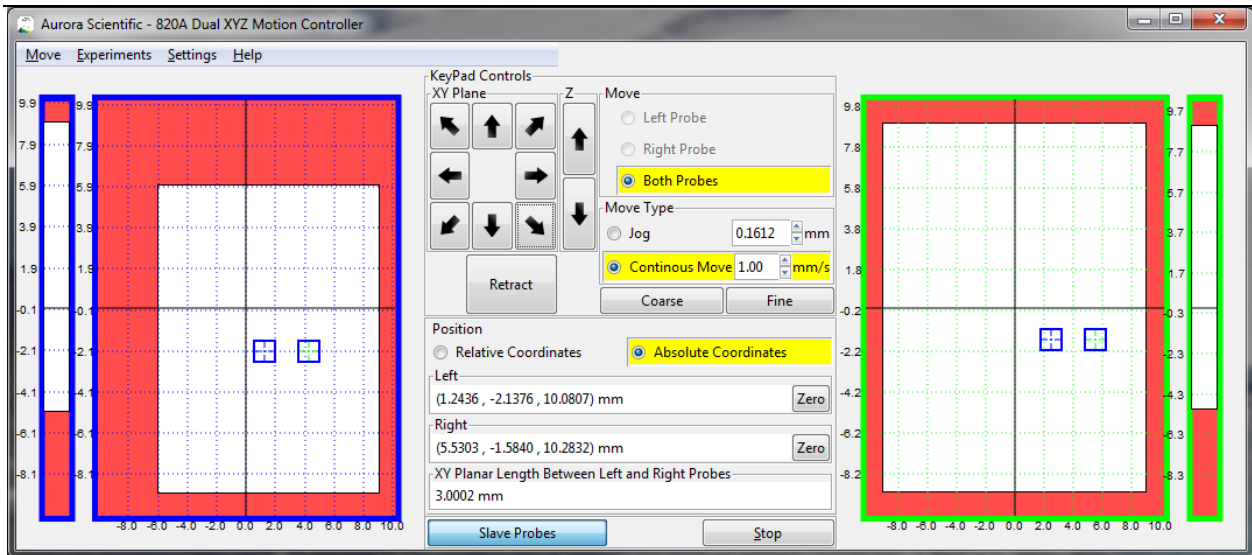 Aurora Scientific - 820A Dual XYZ Motion Controller
Move Experiments Settings Help
KeyPad Controls
XY Plane
Z
Move
Left Probe
Right Probe
Both Probes
Move Type
Jog 0.1612 mm
Continous Move 1.00 mm/s
Retract
Coarse Fine
Position
Relative Coordinates Absolute Coordinates
Left
(1.2436 , -2.1376 , 10.0807) mm Zero
Right
(5.5303 , -1.5840 , 10.2832) mm Zero
XY Planar Length Between Left and Right Probes
3.0002 mm
Slave Probes Stop
9.9 9.9 9.8 9.7
7.9 7.9 7.8 7.7
5.9 5.9 5.8 5.7
3.9 3.9 3.8 3.7
1.9 1.9 1.8 1.7
-0.1 -0.1 -0.2 -0.3
-2.1 -2.1 -2.2 -2.3
-4.1 -4.1 -4.2 -4.3
-6.1 -6.1 -6.2 -6.3
-8.1 -8.1 -8.2 -8.3
-8.0 -6.0 -4.0 -2.0 0.0 2.0 4.0 6.0 8.0 10.0
-8.0 -6.0 -4.0 -2.0 0.0 2.0 4.0 6.0 8.0 10.0